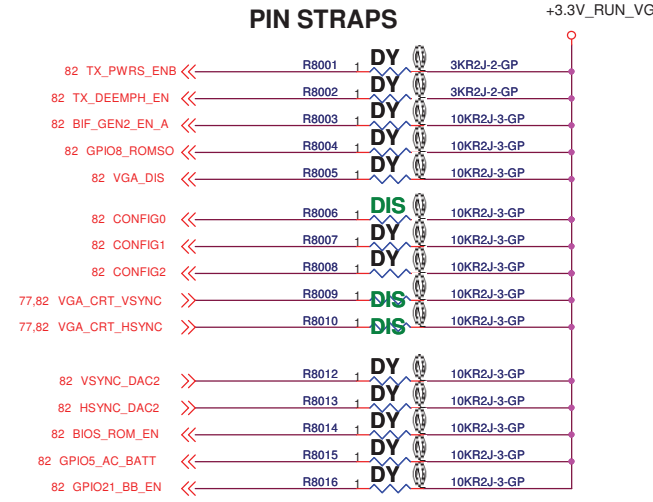 PIN STRAPS
+3.3V_RUN_VG
82 TX_PWRS_ENB R8001 1 DY 3KR2J-2-GP
82 TX_DEEMPH_EN R8002 1 DY 3KR2J-2-GP
82 BIF_GEN2_EN_A R8003 1 DY 10KR2J-3-GP
82 GPIO8_ROMSO R8004 1 DY 10KR2J-3-GP
82 VGA_DIS R8005 1 DY 10KR2J-3-GP
82 CONFIG0 R8006 1 DIS 10KR2J-3-GP
82 CONFIG1 R8007 1 DY 10KR2J-3-GP
82 CONFIG2 R8008 1 DY 10KR2J-3-GP
77,82 VGA_CRT_VSYNC R8009 1 DIS 10KR2J-3-GP
77,82 VGA_CRT_HSYNC R8010 1 DIS 10KR2J-3-GP
82 VSYNC_DAC2 R8012 1 DY 10KR2J-3-GP
82 HSYNC_DAC2 R8013 1 DY 10KR2J-3-GP
82 BIOS_ROM_EN R8014 1 DY 10KR2J-3-GP
82 GPIO5_AC_BATT R8015 1 DY 10KR2J-3-GP
82 GPIO21_BB_EN R8016 1 DY 10KR2J-3-GP